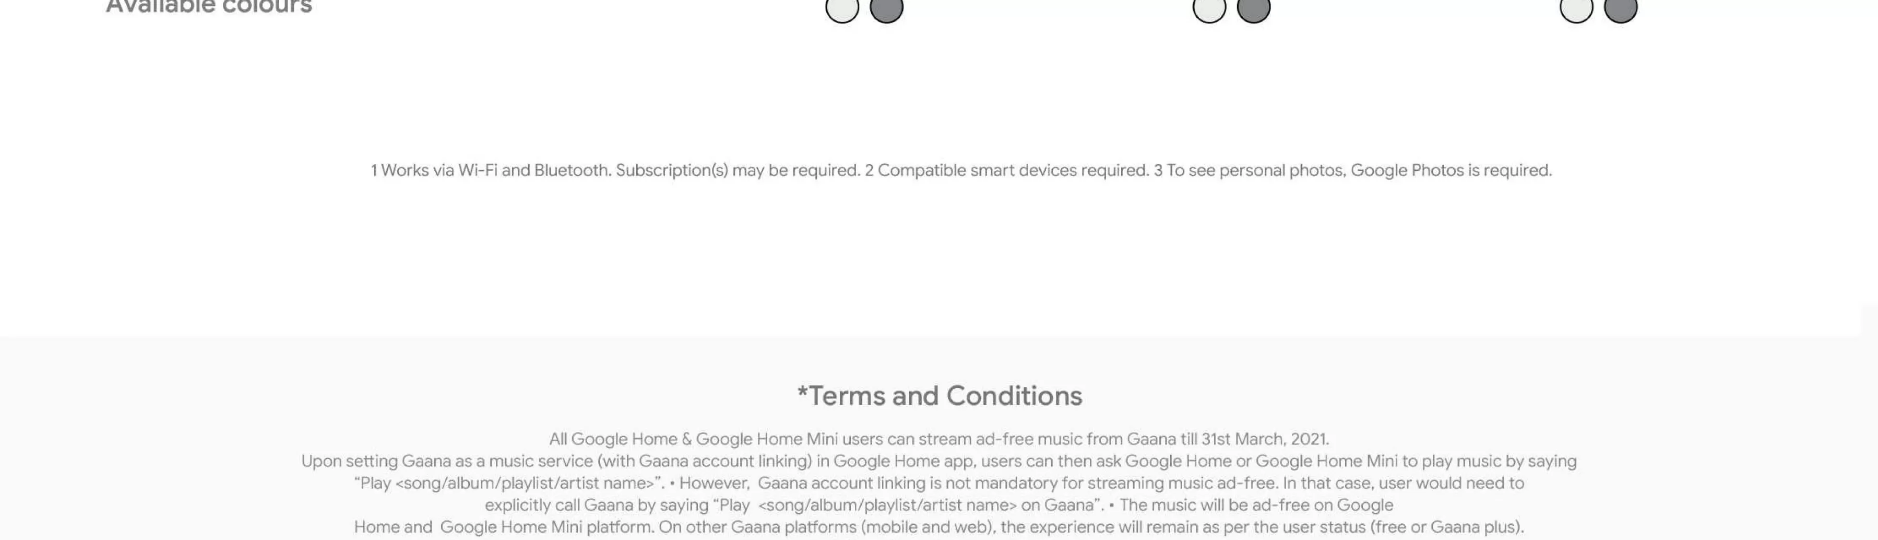 Available colours
1 Works via Wi-Fi and Bluetooth. Subscription(s) may be required. 2 Compatible smart devices required. 3 To see personal photos, Google Photos is required.
*Terms and Conditions
All Google Home & Google Home Mini users can stream ad-free music from Gaana till 31st March, 2021.
Upon setting Gaana as a music service (with Gaana account linking) in Google Home app, users can then ask Google Home or Google Home Mini to play music by saying
“Play <song/album/playlist/artist name>”. • However,  Gaana account linking is not mandatory for streaming music ad-free. In that case, user would need to
explicitly call Gaana by saying “Play  <song/album/playlist/artist name> on Gaana”. • The music will be ad-free on Google
Home and  Google Home Mini platform. On other Gaana platforms (mobile and web), the experience will remain as per the user status (free or Gaana plus).